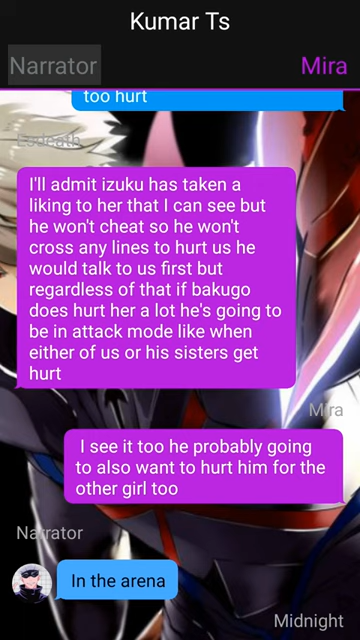 Kumar Ts
Narrator
Mira
too hurt
Esdeath
I'll admit izuku has taken a
liking to her that I can see but
he won't cheat so he won't
cross any lines to hurt us he
would talk to us first but
regardless of that if bakugo
does hurt her a lot he's going to
be in attack mode like when
either of us or his sisters get
hurt
Mira
I see it too he probably going
to also want to hurt him for the
other girl too
Narrator
In the arena
Midnight